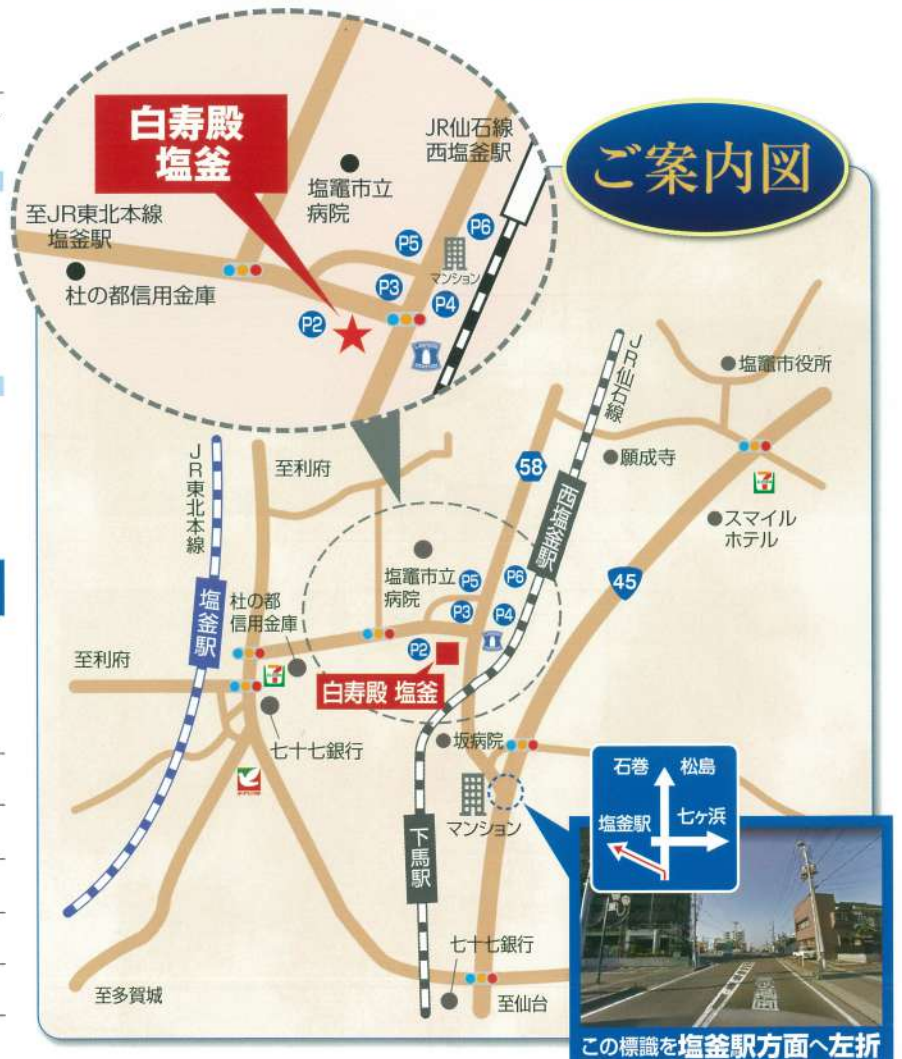 ご案内図
白寿殿
塩釜
塩竈市立
病院
JR仙石線
西塩釜駅
至JR東北本線
塩釜駅
杜の都信用金庫
P5
P6
マンション
P3
P4
P2
JR仙石線
塩竈市役所
JR東北本線
至利府
58
願成寺
西塩釜駅
スマイル
ホテル
塩竈市立
病院
P5
P6
45
塩釜駅
杜の都
信用金庫
P3
P4
至利府
P2
白寿殿 塩釜
七十七銀行
坂病院
マンション
下馬駅
石巻
松島
塩釜駅
七ヶ浜
七十七銀行
至多賀城
至仙台
この標識を塩釜駅方面へ左折